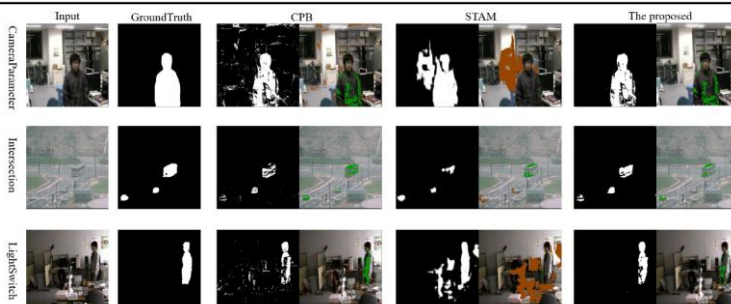 Input GroundTruth CPB STAM The proposed
CameraParameter
Intersection
LightSwitch